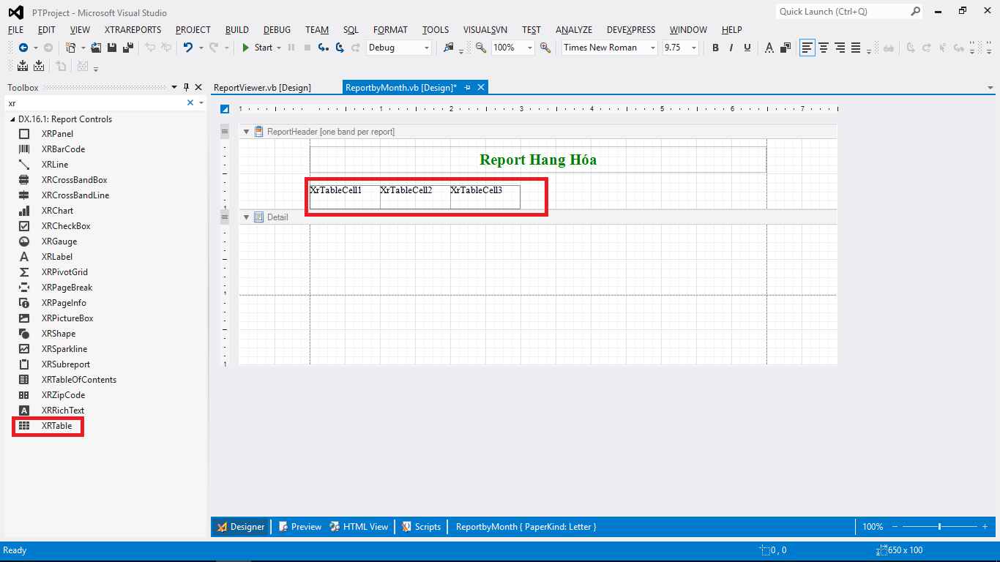 PTProject - Microsoft Visual Studio
Quick Launch (Ctrl+Q)
FILE EDIT VIEW XTRAREPORTS PROJECT BUILD DEBUG TEAM SQL FORMAT TOOLS VISUALSVN TEST ANALYZE DEVEXPRESS WINDOW HELP
Start Debug 100% Times New Roman 9.75 B I U A
Toolbox
ReportViewer.vb [Design] ReportbyMonth.vb [Design]*
xr
DX.16.1: Report Controls
XRPanel
XRBarCode
XRLine
XRCrossBandBox
XRCrossBandLine
XRChart
XRCheckBox
XRGauge
XRLabel
XRPivotGrid
XRPageBreak
XRPageInfo
XRPictureBox
XRShape
XRSparkline
XRSubreport
XRTableOfContents
XRZipCode
XRRichText
XRTable
1 1 2 3 4 5 6 7
ReportHeader [one band per report]
Report Hang Hóa
XrTableCell1 XrTableCell2 XrTableCell3
1
Detail
1
1
Designer Preview HTML View Scripts ReportbyMonth { PaperKind: Letter }
100%
Ready
0 , 0
650 x 100